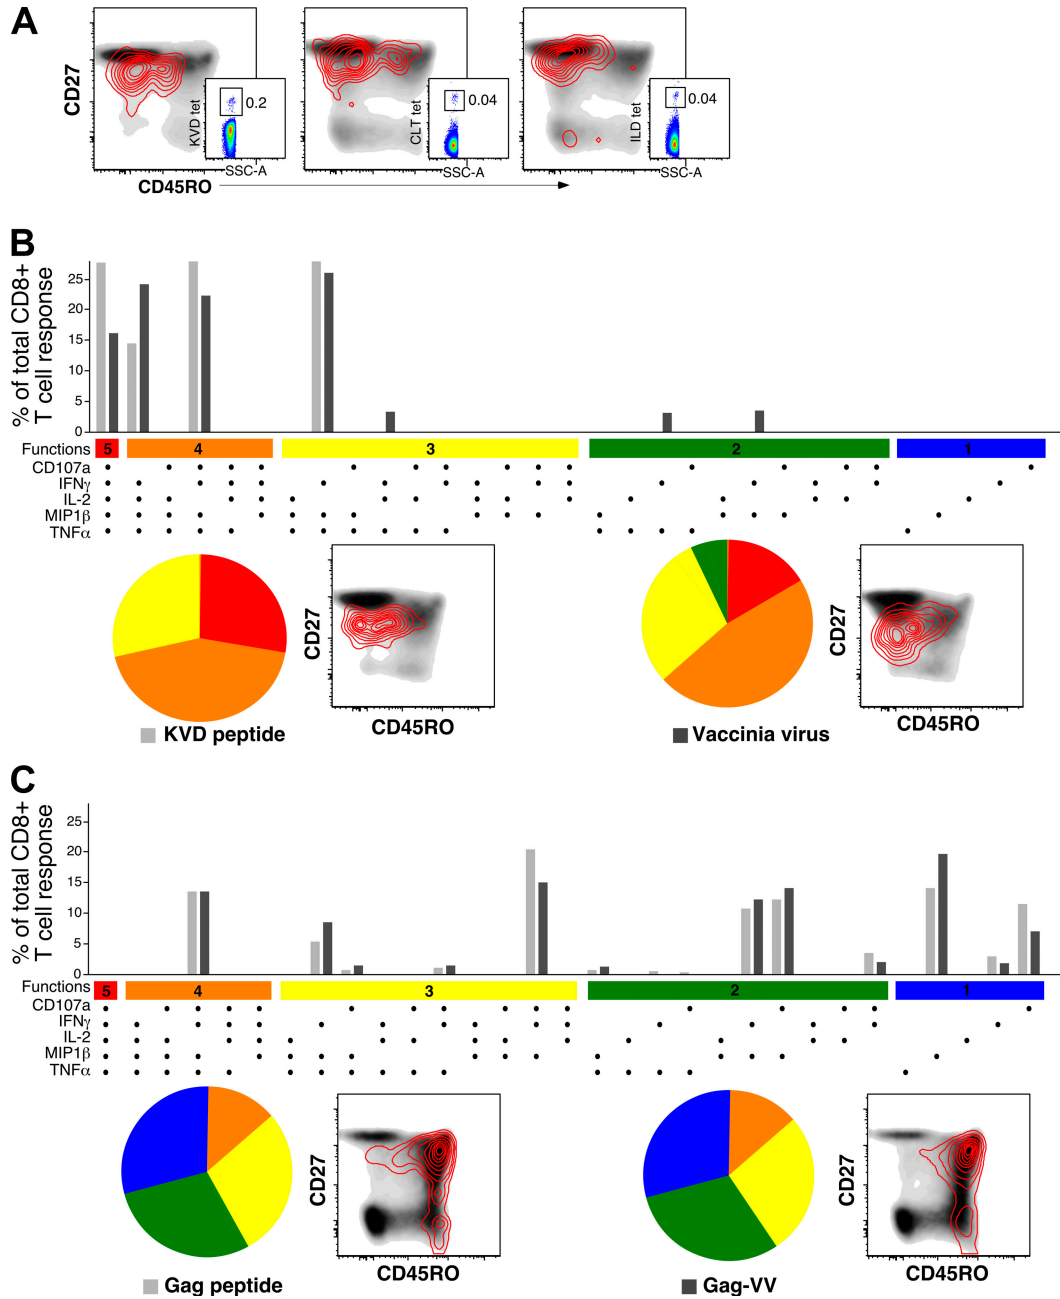 A
CD27
KVD tet
0.2
SSC-A
CLT tet
0.04
SSC-A
ILD tet
0.04
SSC-A
CD45RO
B
% of total CD8+
T cell response
25
20
15
10
5
0
Functions
5
4
3
2
1
CD107a
IFNγ
IL-2
MIP1β
TNFα
CD27
CD45RO
KVD peptide
CD27
CD45RO
Vaccinia virus
C
% of total CD8+
T cell response
25
20
15
10
5
0
Functions
5
4
3
2
1
CD107a
IFNγ
IL-2
MIP1β
TNFα
CD27
CD45RO
Gag peptide
CD27
CD45RO
Gag-VV